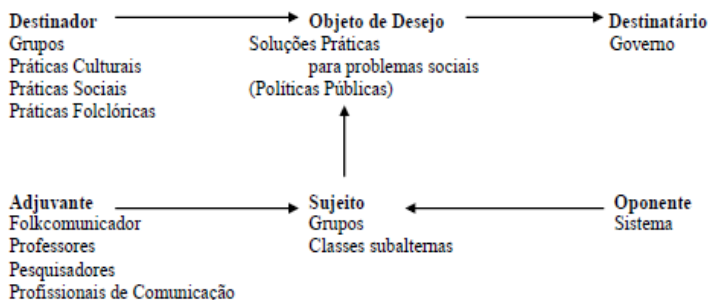 Destinador
Grupos
Práticas Culturais
Práticas Sociais
Práticas Folclóricas
Objeto de Desejo
Soluções Práticas
para problemas sociais
(Políticas Públicas)
Destinatário
Governo
Adjuvante
Folkcomunicador
Professores
Pesquisadores
Profissionais de Comunicação
Sujeito
Grupos
Classes subalternas
Oponente
Sistema